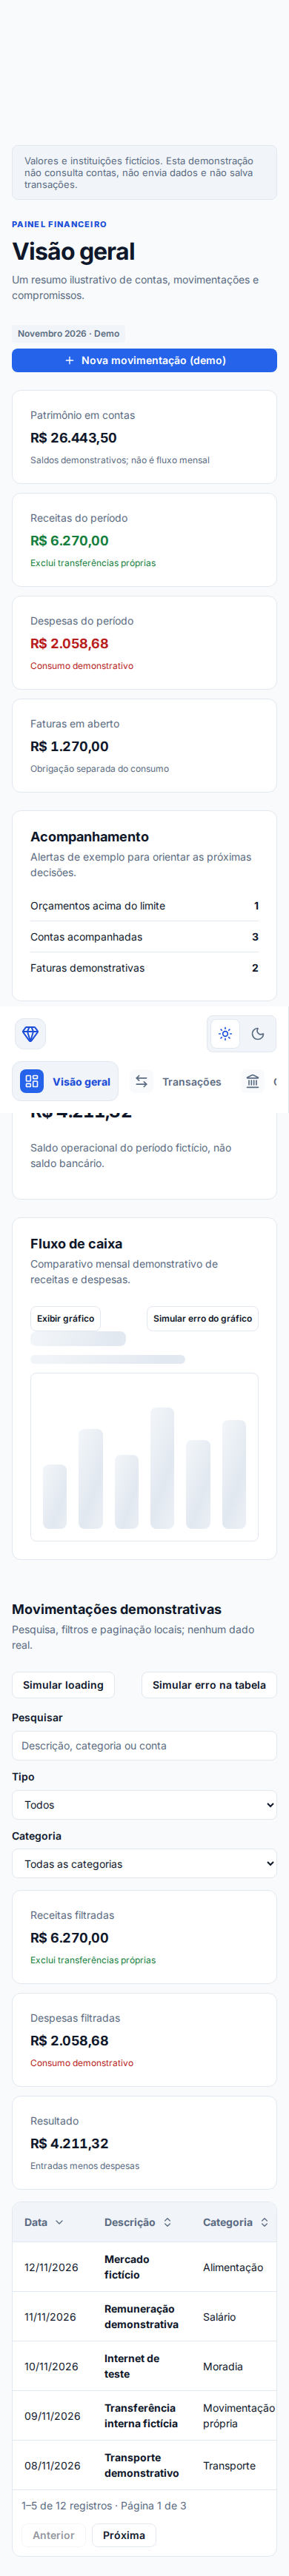 Valores e instituições fictícios. Esta demonstração
não consulta contas, não envia dados e não salva
transações.
PAINEL FINANCEIRO
Visão geral
Um resumo ilustrativo de contas, movimentações e
compromissos.
Novembro 2026 · Demo
+ Nova movimentação (demo)
Patrimônio em contas
R$ 26.443,50
Saldos demonstrativos; não é fluxo mensal
Receitas do período
R$ 6.270,00
Exclui transferências próprias
Despesas do período
R$ 2.058,68
Consumo demonstrativo
Faturas em aberto
R$ 1.270,00
Obrigação separada do consumo
Acompanhamento
Alertas de exemplo para orientar as próximas
decisões.
Orçamentos acima do limite 1
Contas acompanhadas 3
Faturas demonstrativas 2
Visão geral Transações
R$ 4.211,32
Saldo operacional do período fictício, não
saldo bancário.
Fluxo de caixa
Comparativo mensal demonstrativo de
receitas e despesas.
Exibir gráfico Simular erro do gráfico
Movimentações demonstrativas
Pesquisa, filtros e paginação locais; nenhum dado
real.
Simular loading Simular erro na tabela
Pesquisar
Descrição, categoria ou conta
Tipo
Todos
Categoria
Todas as categorias
Receitas filtradas
R$ 6.270,00
Exclui transferências próprias
Despesas filtradas
R$ 2.058,68
Consumo demonstrativo
Resultado
R$ 4.211,32
Entradas menos despesas
Data Descrição Categoria
12/11/2026 Mercado fictício Alimentação
11/11/2026 Remuneração demonstrativa Salário
10/11/2026 Internet de teste Moradia
09/11/2026 Transferência interna fictícia Movimentação própria
08/11/2026 Transporte demonstrativo Transporte
1–5 de 12 registros · Página 1 de 3
Anterior Próxima